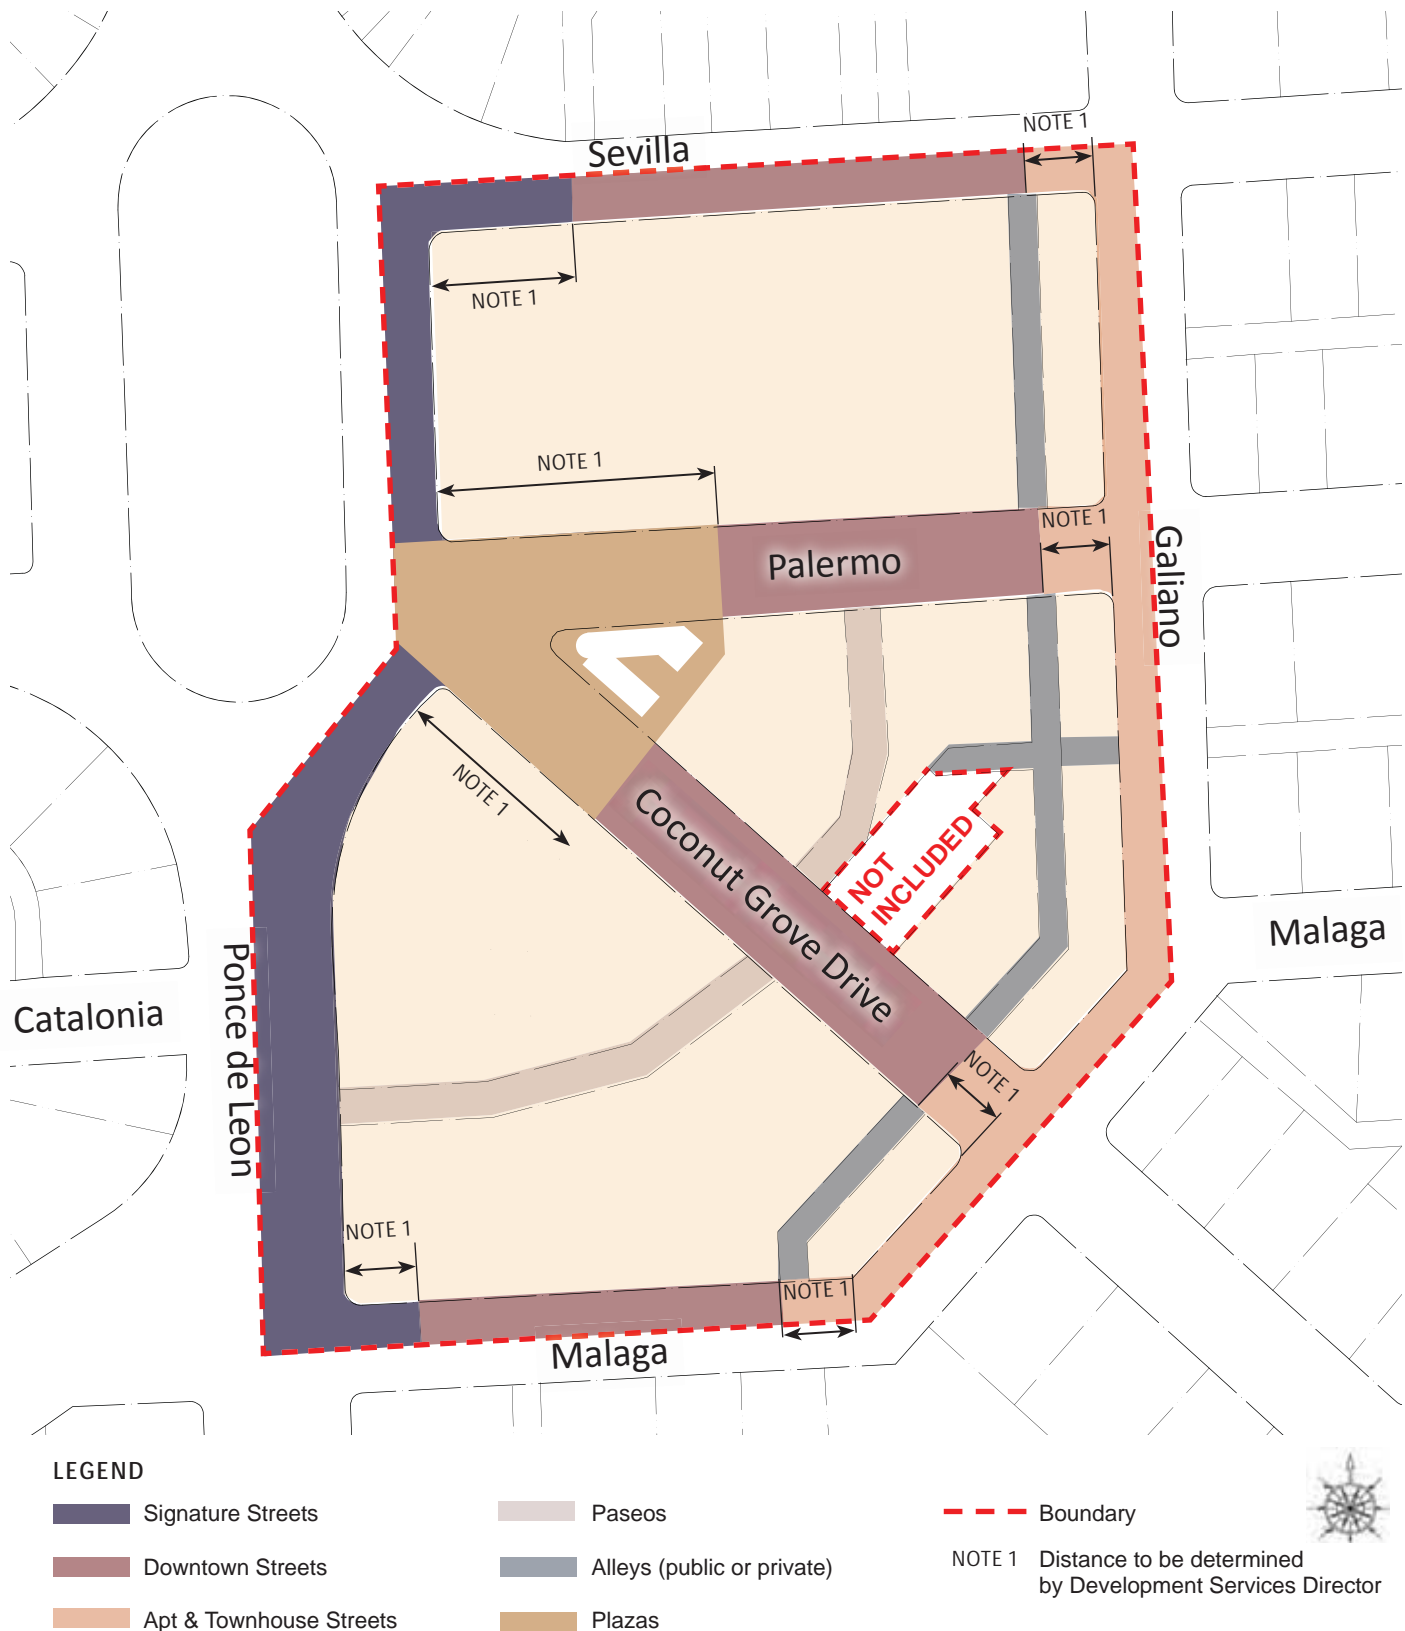 NOTE 1
Sevilla
NOTE 1
NOTE 1
NOTE 1
Palermo
Galiano
NOTE 1
Coconut Grove Drive
NOT
INCLUDED
Malaga
Ponce de Leon
Catalonia
NOTE 1
NOTE 1
NOTE 1
Malaga
LEGEND
Signature Streets
Downtown Streets
Apt & Townhouse Streets
Paseos
Alleys (public or private)
Plazas
Boundary
NOTE 1 Distance to be determined
by Development Services Director